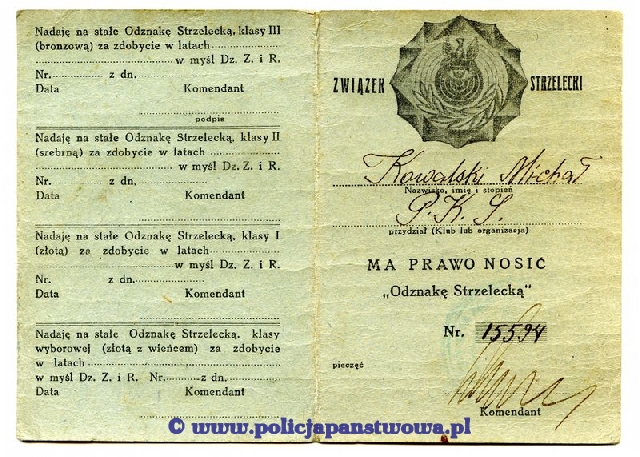 Nadaję na stałe Odznakę Strzelecką, klasy III
(bronzową) za zdobycie w latach
w myśl Dz. Z. i R.
Nr. z dn.
Data Komendant
podpis
Nadaję na stałe Odznakę Strzelecką, klasy II
(srebrną) za zdobycie w latach
w myśl Dz. Z. i R.
Nr. z dn.
Data Komendant
Nadaję na stałe Odznakę Strzelecką, klasy I
(złotą) za zdobycie w latach
w myśl Dz. Z. i R.
Nr. z dn.
Data Komendant
Nadaję na stałe Odznakę Strzelecką, klasy
wyborowej (złotą z wieńcem) za zdobycie
w latach
w myśl Dz. Z. i R. Nr. z dn.
Data Komendant
ZWIĄZEK STRZELECKI
Kowalski Michał
Nazwisko, imię i stopień
P. K. S.
przydział (Klub lub organizacja)
MA PRAWO NOSIĆ
„Odznakę Strzelecką"
Nr. 15594
pieczęć
Komendant
© www.policjapanstwowa.pl